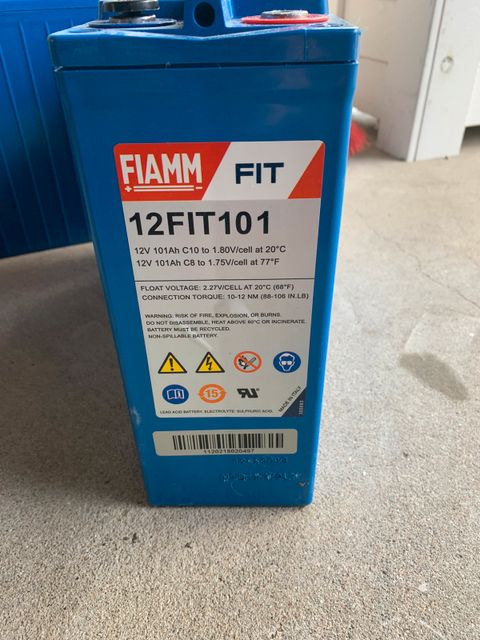 FIAMM
FIT
12FIT101
12V 101Ah C10 to 1.80V/cell at 20°C
12V 101Ah C8 to 1.75V/cell at 77°F
FLOAT VOLTAGE: 2.27V/CELL AT 20°C (68°F)
CONNECTION TORQUE: 10-12 NM (88-106 IN.LB)
WARNING: RISK OF FIRE, EXPLOSION, OR BURNS.
DO NOT DISASSEMBLE, HEAT ABOVE 60°C OR INCINERATE.
BATTERY MUST BE RECYCLED.
NON-SPILLABLE BATTERY.
15
MADE IN ITALY
LEAD ACID BATTERY, ELECTROLYTE: SULPHURIC ACID.
1120218020497